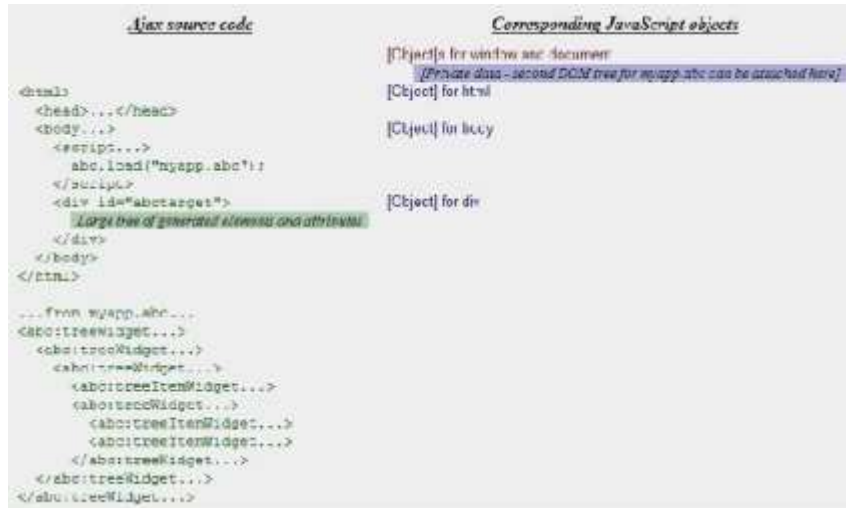 Ajax source code
Corresponding JavaScript objects
[Object]s for window and document
[Private data - second DOM tree for myapp.abc can be attached here]
<html>
[Object] for html
<head>...</head>
<body...>
[Object] for body
<script...>
abc.load("myapp.abc");
</script>
<div id="abctarget">
[Object] for div
Large tree of generated elements and attributes
</div>
</body>
</html>
...from myapp.abc...
<abc:treeWidget...>
<abc:treeWidget...>
<abc:treeWidget...>
<abc:treeItemWidget...>
<abc:treeWidget...>
<abc:treeItemWidget...>
<abc:treeItemWidget...>
</abc:treeWidget...>
</abc:treeWidget...>
</abc:treeWidget...>